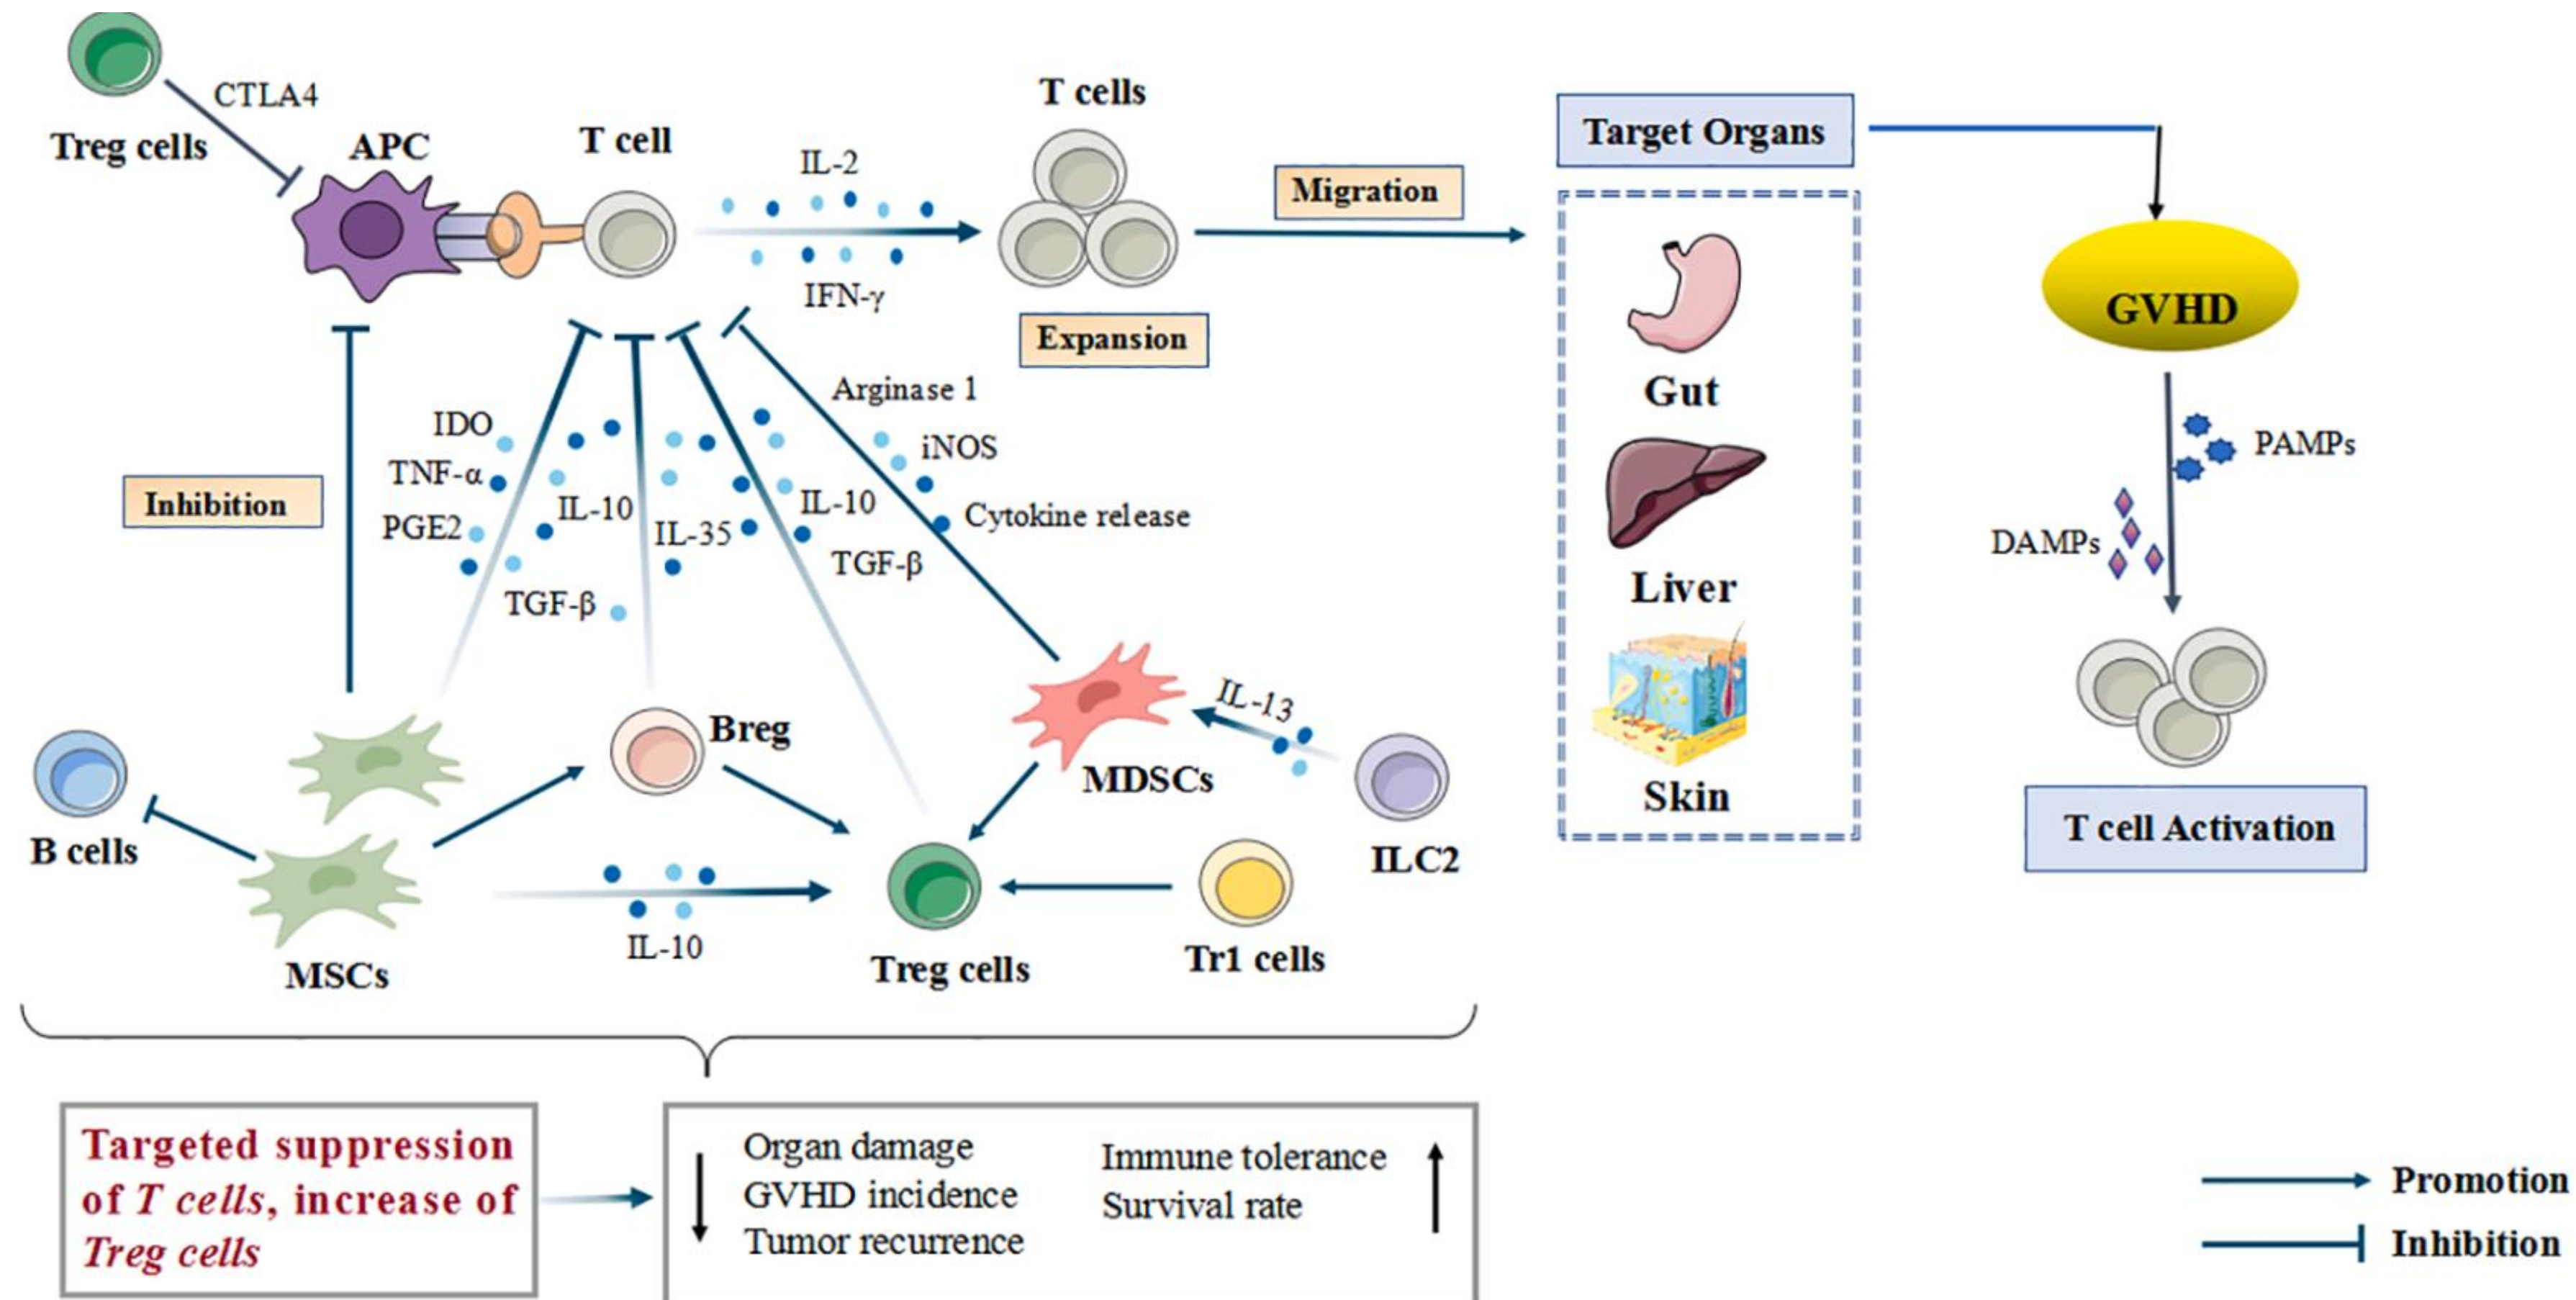 CTLA4
Treg cells
APC
T cell
IL-2
IFN-γ
T cells
Expansion
Migration
Target Organs
Gut
Liver
Skin
GVHD
PAMPs
DAMPs
T cell Activation
Inhibition
IDO
TNF-α
PGE2
IL-10
TGF-β
IL-35
IL-10
TGF-β
Arginase 1
iNOS
Cytokine release
B cells
MSCs
Breg
IL-10
Treg cells
MDSCs
IL-13
ILC2
Tr1 cells
Targeted suppression
of T cells, increase of
Treg cells
Organ damage
GVHD incidence
Tumor recurrence
Immune tolerance
Survival rate
Promotion
Inhibition